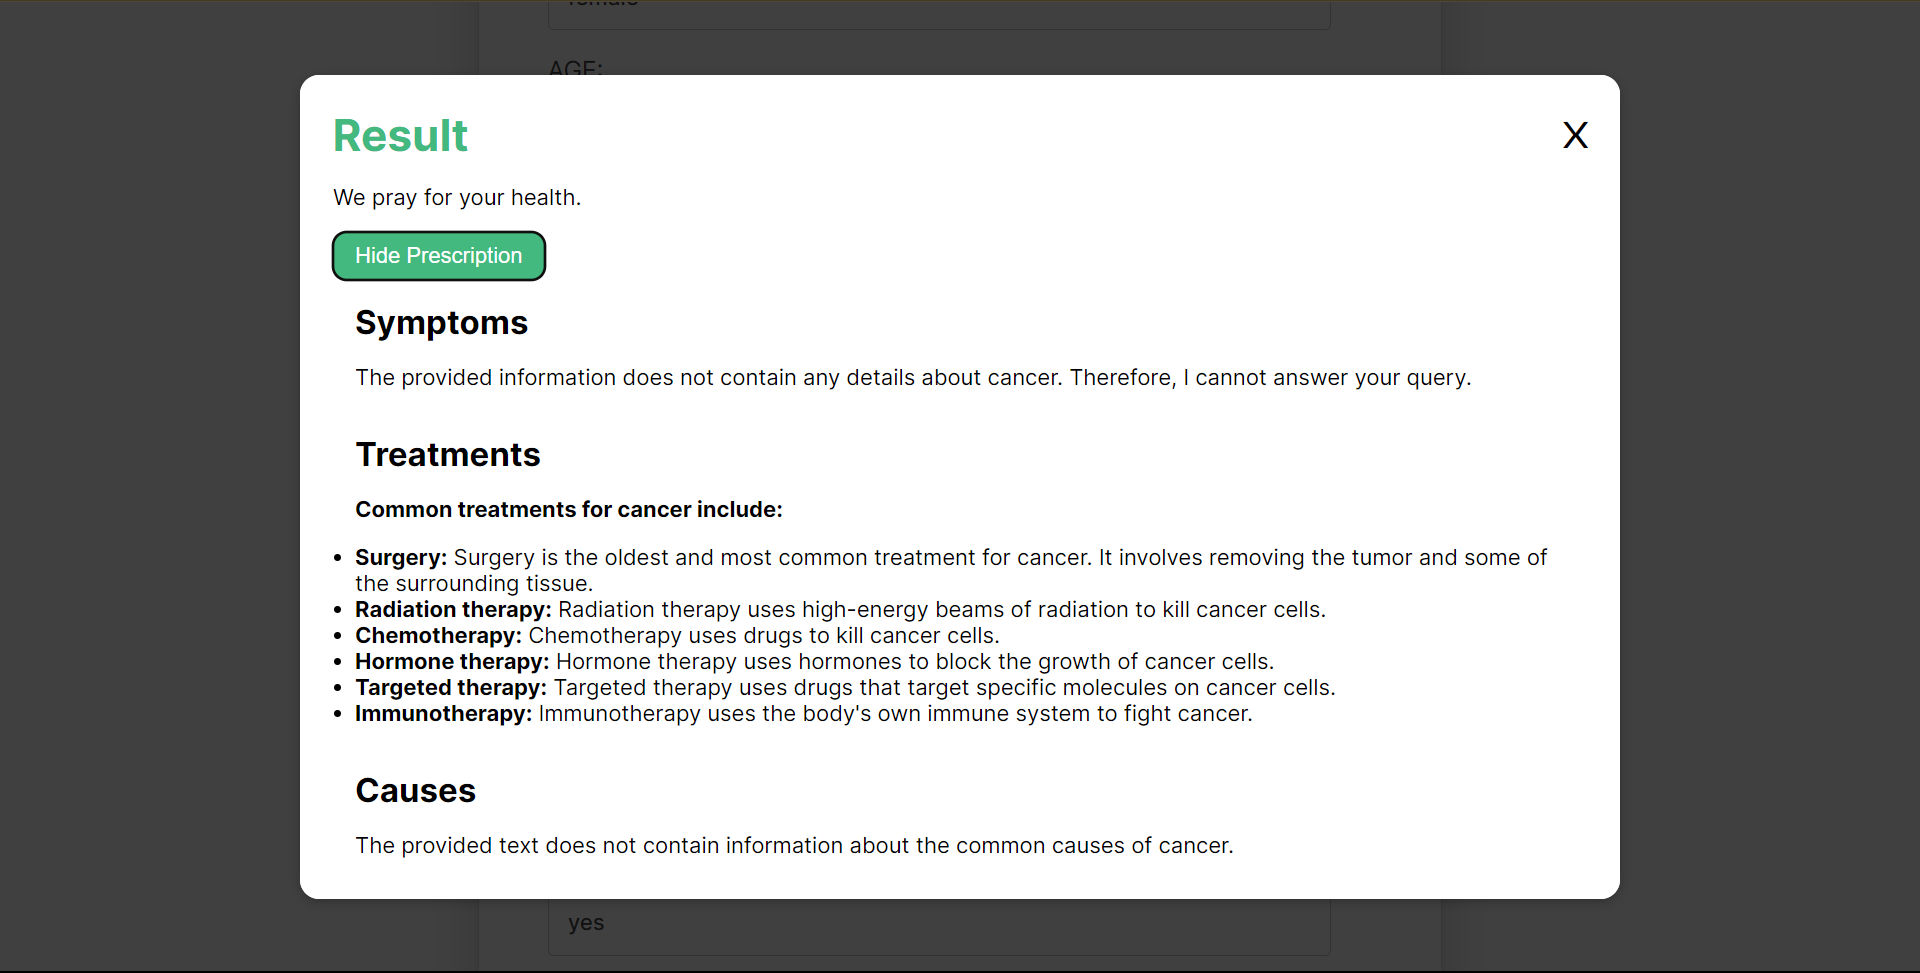 AGE:
Result
X
We pray for your health.
Hide Prescription
Symptoms
The provided information does not contain any details about cancer. Therefore, I cannot answer your query.
Treatments
Common treatments for cancer include:
• Surgery: Surgery is the oldest and most common treatment for cancer. It involves removing the tumor and some of
the surrounding tissue.
• Radiation therapy: Radiation therapy uses high-energy beams of radiation to kill cancer cells.
• Chemotherapy: Chemotherapy uses drugs to kill cancer cells.
• Hormone therapy: Hormone therapy uses hormones to block the growth of cancer cells.
• Targeted therapy: Targeted therapy uses drugs that target specific molecules on cancer cells.
• Immunotherapy: Immunotherapy uses the body's own immune system to fight cancer.
Causes
The provided text does not contain information about the common causes of cancer.
yes